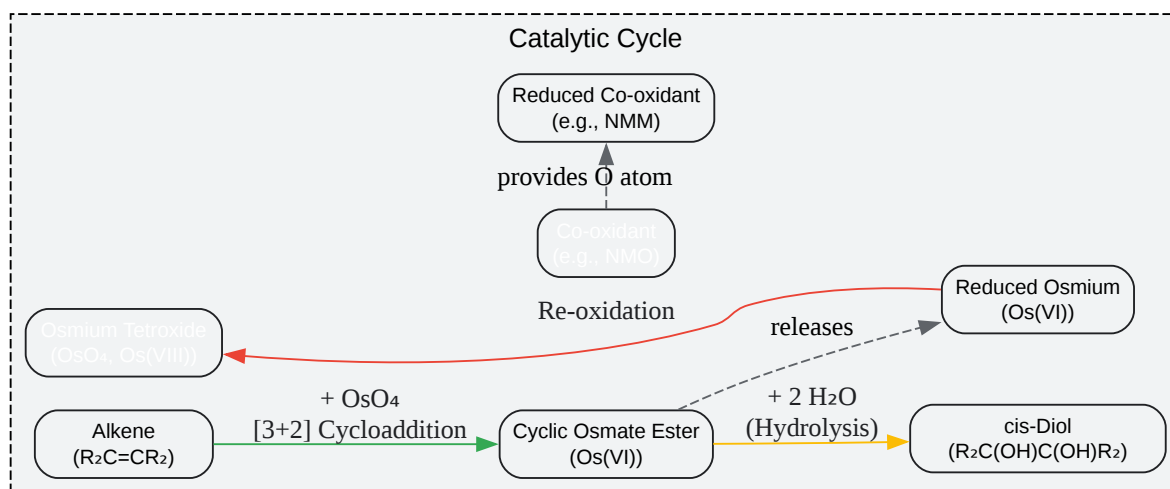 Catalytic Cycle
Reduced Co-oxidant
(e.g., NMM)
provides O atom
Co-oxidant
(e.g., NMO)
Reduced Osmium
(Os(VI))
Re-oxidation
releases
Osmium Tetroxide
(OsO₄, Os(VIII))
+ OsO₄
[3+2] Cycloaddition
+ 2 H₂O
(Hydrolysis)
Alkene
(R₂C=CR₂)
Cyclic Osmate Ester
(Os(VI))
cis-Diol
(R₂C(OH)C(OH)R₂)